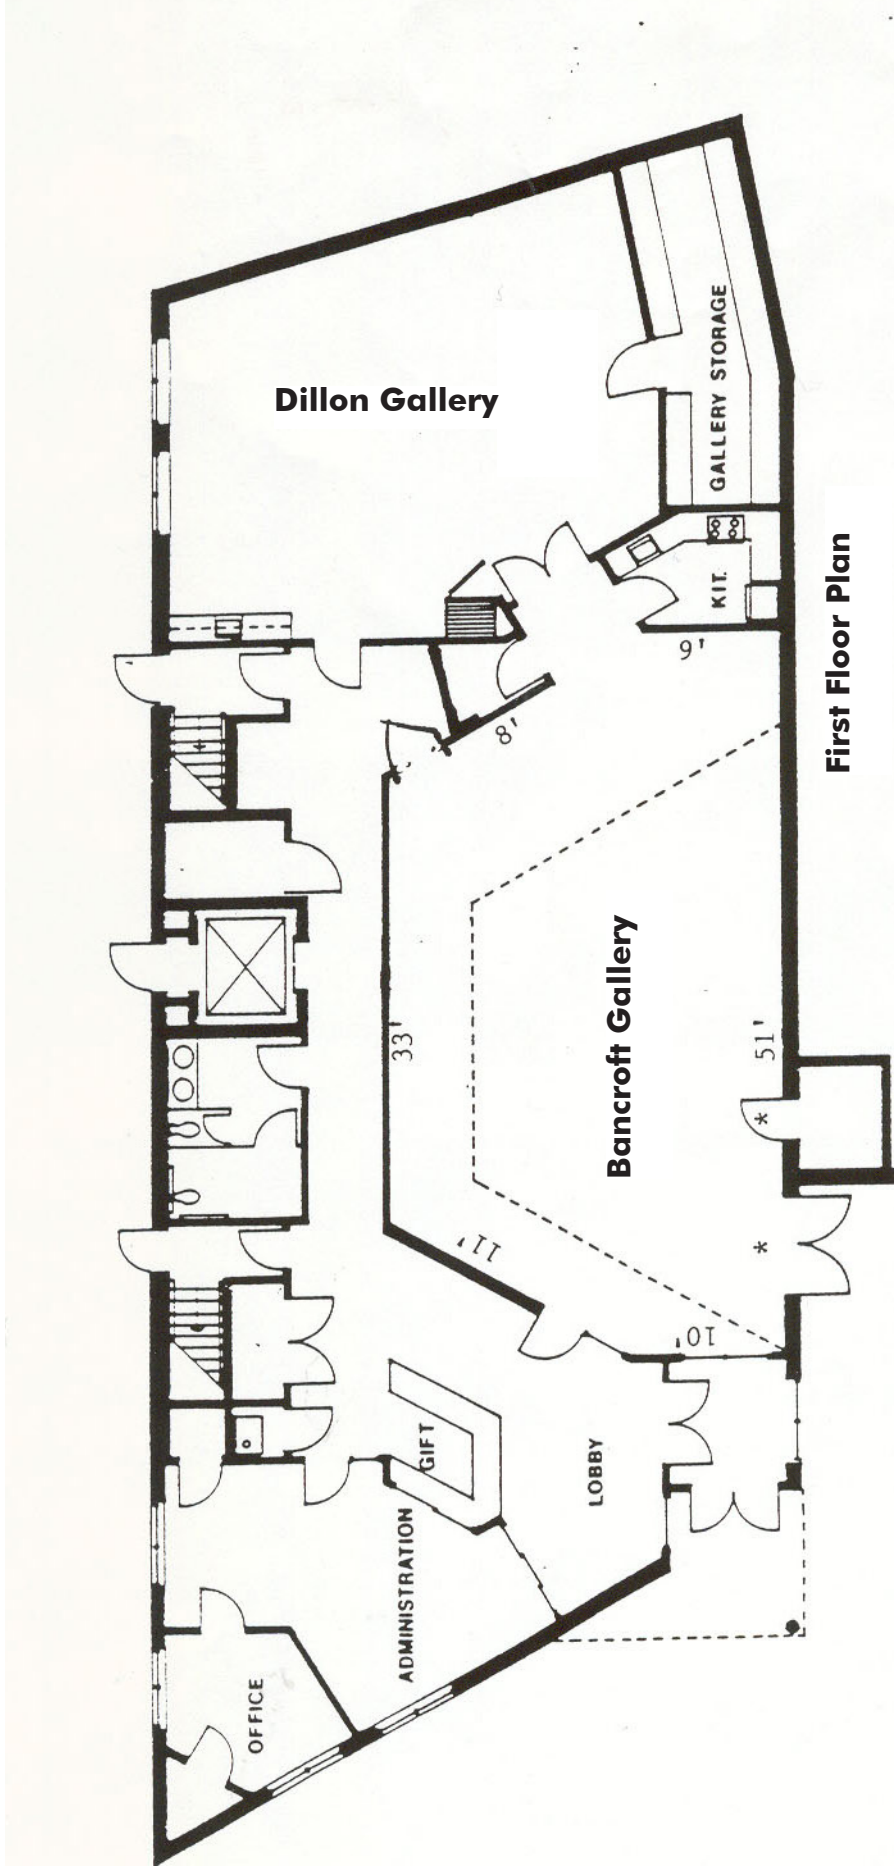 First Floor Plan
Dillon Gallery
GALLERY STORAGE
KIT.
9'
8'
Bancroft Gallery
33'
51'
11'
*
*
10'
GIFT
LOBBY
ADMINISTRATION
OFFICE